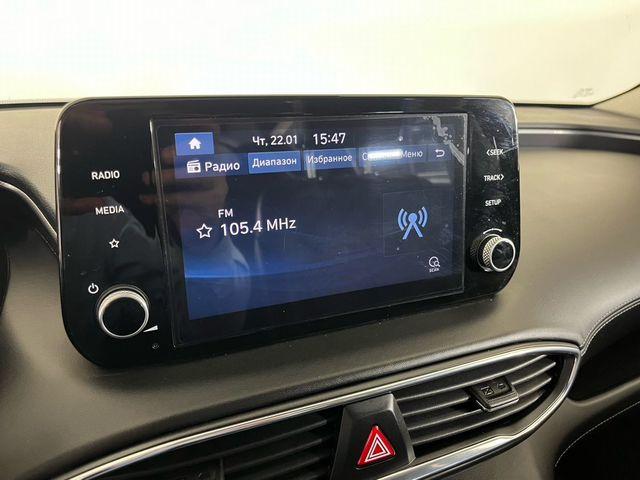 Чт, 22.01 15:47
Радио Диапазон Избранное Меню
FM
105.4 MHz
SCAN
RADIO
MEDIA
<SEEK
TRACK>
SETUP